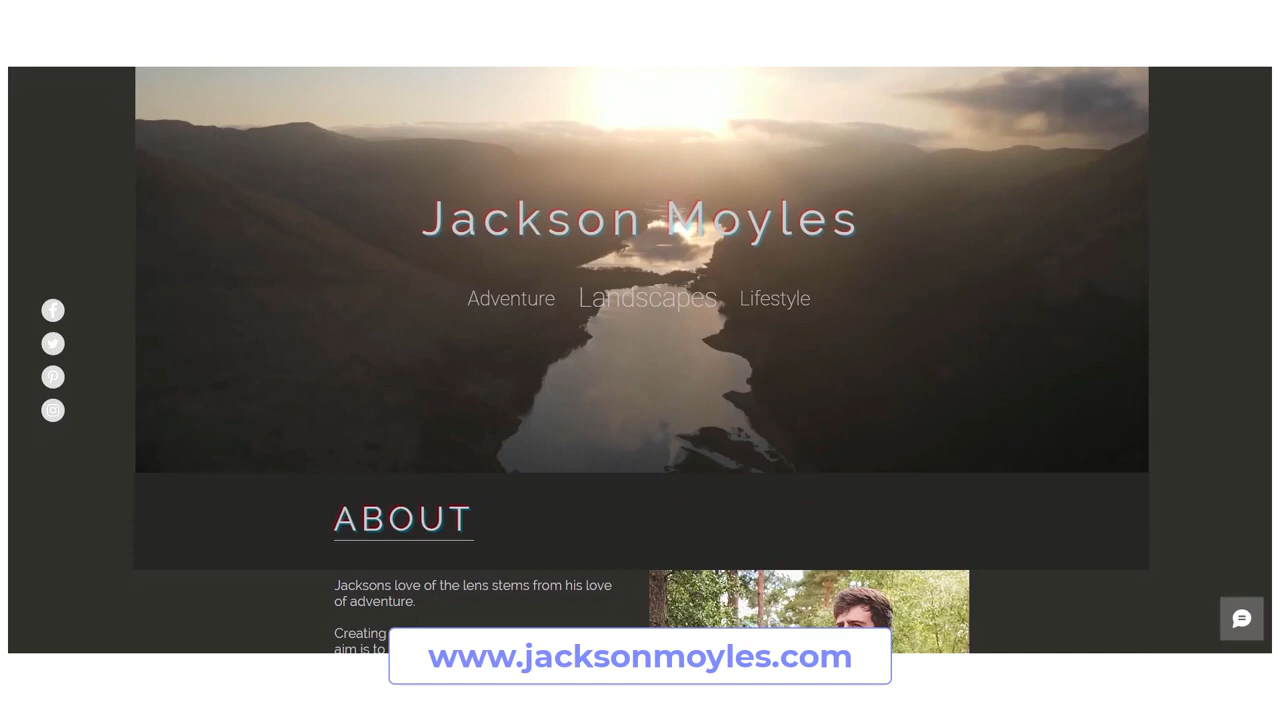 Jackson Moyles
Adventure Landscapes Lifestyle
ABOUT
Jacksons love of the lens stems from his love
of adventure.
Creating
aim is to
www.jacksonmoyles.com